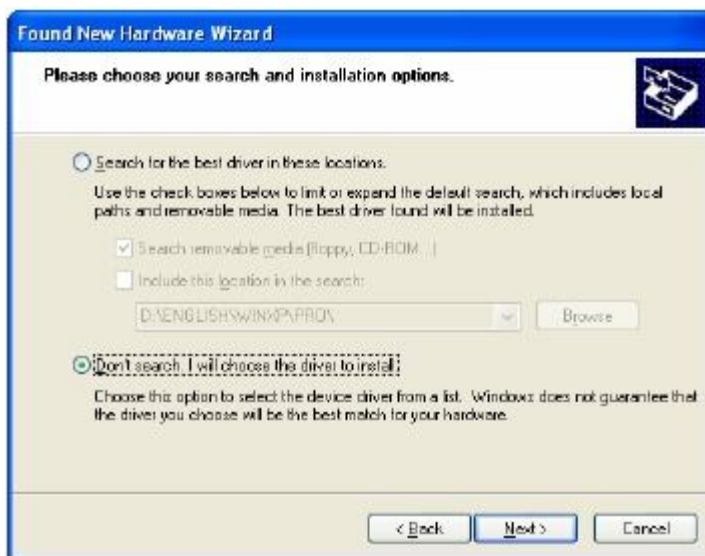 Found New Hardware Wizard
Please choose your search and installation options.
Search for the best driver in these locations.
Use the check boxes below to limit or expand the default search, which includes local
paths and removable media. The best driver found will be installed.
Search removable media (floppy, CD-ROM...)
Include this location in the search:
D:\ENGLISH\WINXP\PRO\
Browse
Don't search. I will choose the driver to install.
Choose this option to select the device driver from a list. Windows does not guarantee that
the driver you choose will be the best match for your hardware.
< Back
Next >
Cancel